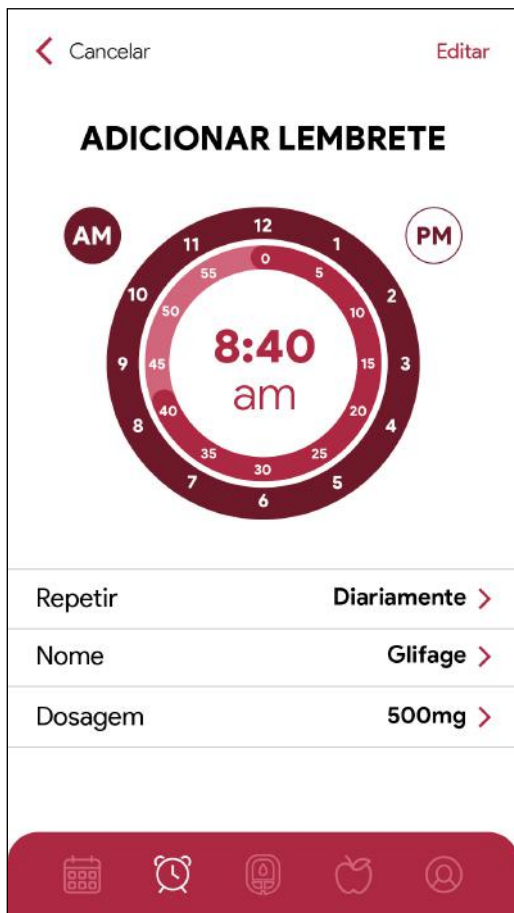 Cancelar
Editar
ADICIONAR LEMBRETE
AM
PM
12
1
2
3
4
5
6
7
8
9
10
11
0
5
10
15
20
25
30
35
40
45
50
55
8:40
am
Repetir
Diariamente
Nome
Glifage
Dosagem
500mg